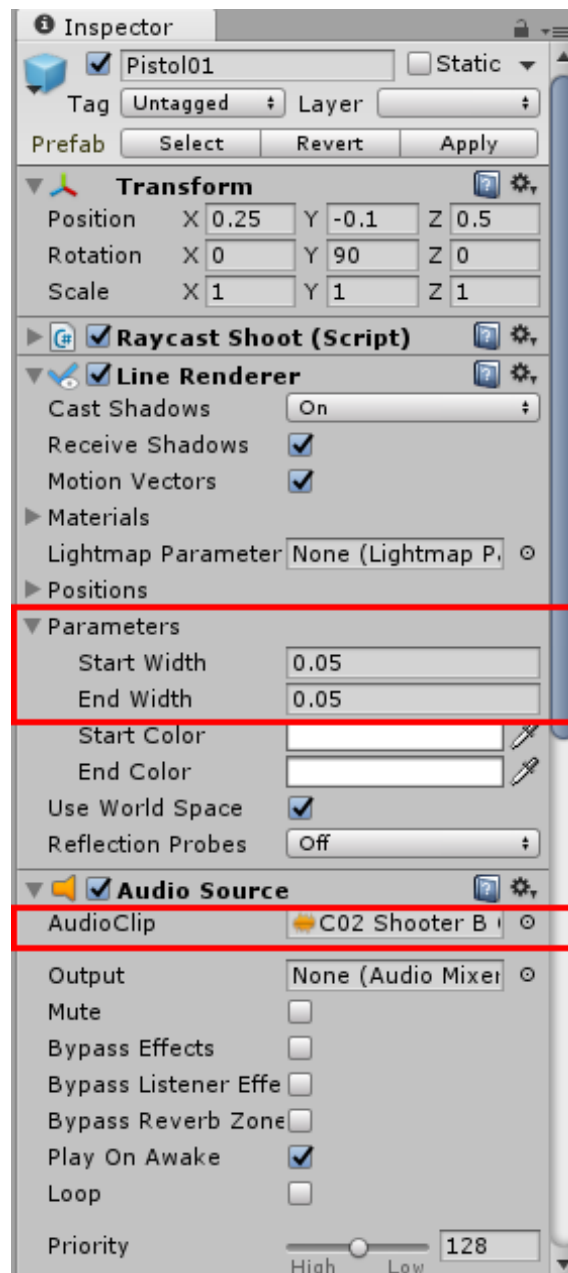 Inspector
Pistol01 Static
Tag Untagged Layer
Prefab Select Revert Apply
Transform
Position X 0.25 Y -0.1 Z 0.5
Rotation X 0 Y 90 Z 0
Scale X 1 Y 1 Z 1
Raycast Shoot (Script)
Line Renderer
Cast Shadows On
Receive Shadows
Motion Vectors
Materials
Lightmap Parameter None (Lightmap P
Positions
Parameters
Start Width 0.05
End Width 0.05
Start Color
End Color
Use World Space
Reflection Probes Off
Audio Source
AudioClip C02 Shooter B
Output None (Audio Mixer
Mute
Bypass Effects
Bypass Listener Effe
Bypass Reverb Zone
Play On Awake
Loop
Priority 128
High Low